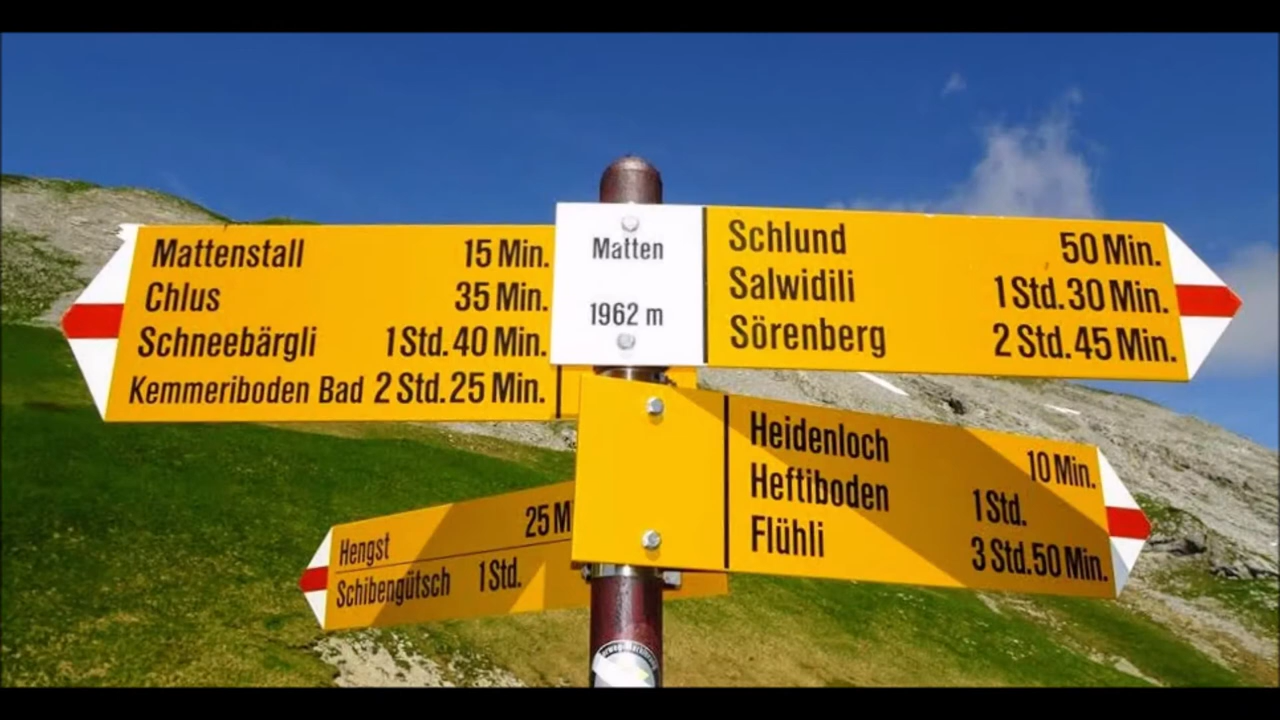 Mattenstall 15 Min.
Chlus 35 Min.
Schneebärgli 1 Std. 40 Min.
Kemmeriboden Bad 2 Std. 25 Min.
Matten
1962 m
Schlund 50 Min.
Salwidili 1 Std. 30 Min.
Sörenberg 2 Std. 45 Min.
Heidenloch 10 Min.
Heftiboden 1 Std.
Flühli 3 Std. 50 Min.
Hengst 25 M
Schibengütsch 1 Std.